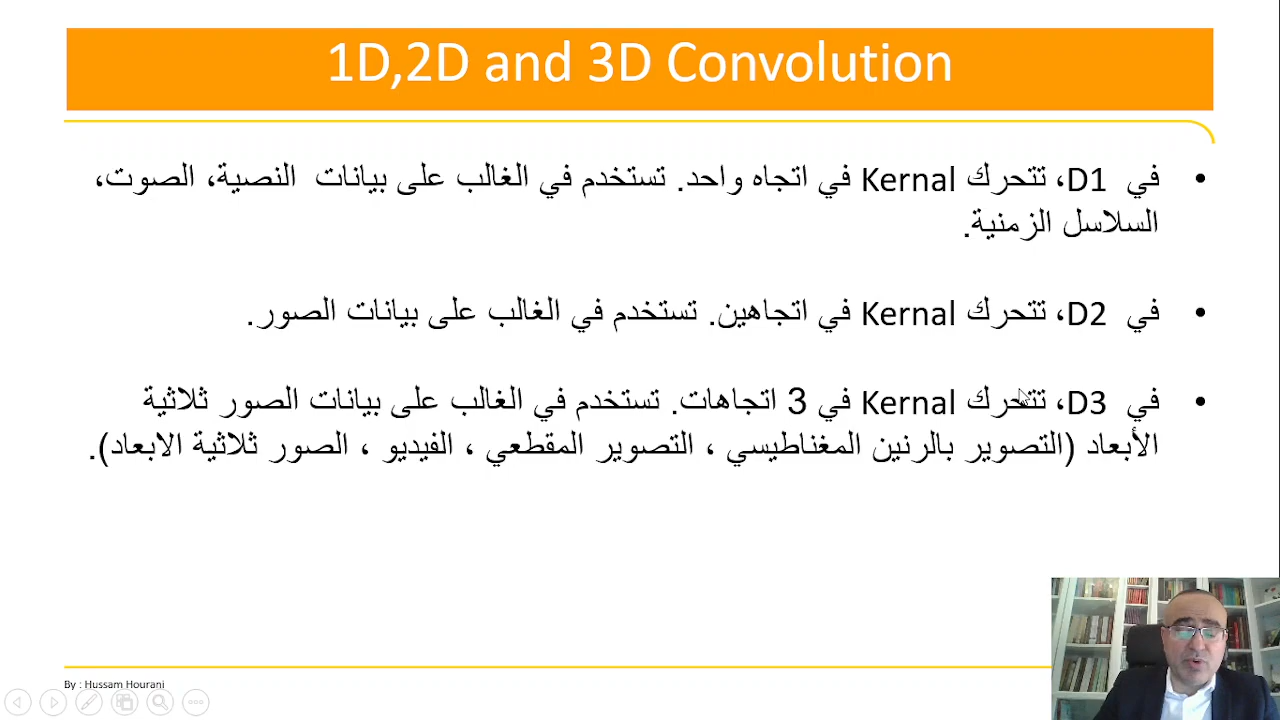 1D,2D and 3D Convolution
• في D1، تتحرك Kernal في اتجاه واحد. تستخدم في الغالب على بيانات النصية، الصوت،
السلاسل الزمنية.
• في D2، تتحرك Kernal في اتجاهين. تستخدم في الغالب على بيانات الصور.
• في D3، تتحرك Kernal في 3 اتجاهات. تستخدم في الغالب على بيانات الصور ثلاثية
الأبعاد (التصوير بالرنين المغناطيسي ، التصوير المقطعي ، الفيديو ، الصور ثلاثية الابعاد).
By : Hussam Hourani